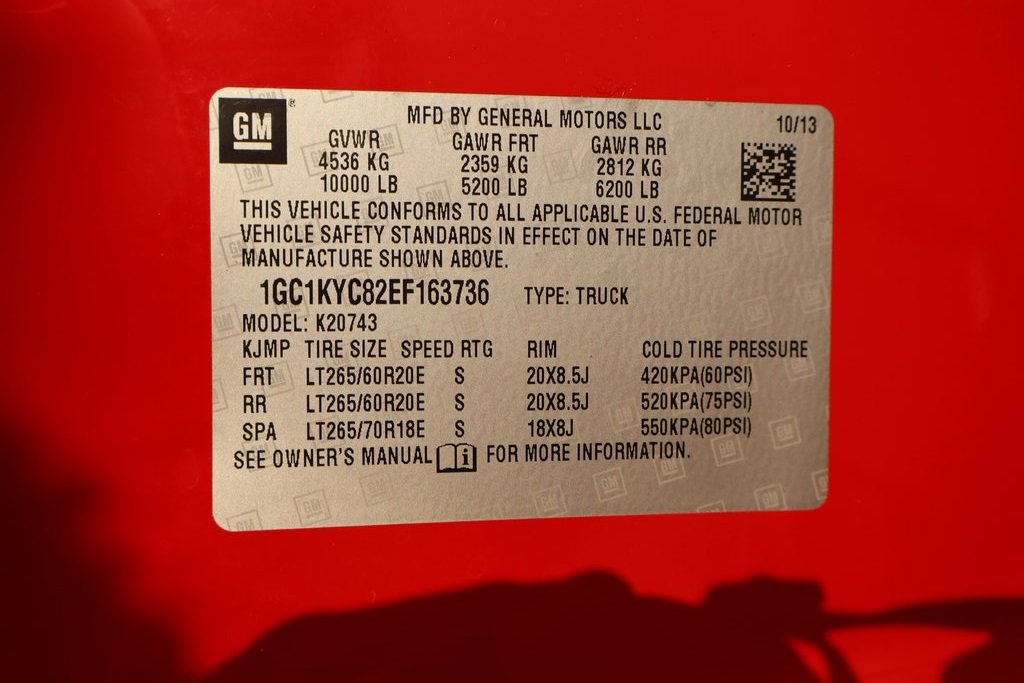 GM
MFD BY GENERAL MOTORS LLC 10/13
GVWR GAWR FRT GAWR RR
4536 KG 2359 KG 2812 KG
10000 LB 5200 LB 6200 LB
THIS VEHICLE CONFORMS TO ALL APPLICABLE U.S. FEDERAL MOTOR
VEHICLE SAFETY STANDARDS IN EFFECT ON THE DATE OF
MANUFACTURE SHOWN ABOVE.
1GC1KYC82EF163736 TYPE: TRUCK
MODEL: K20743
KJMP TIRE SIZE SPEED RTG RIM COLD TIRE PRESSURE
FRT LT265/60R20E S 20X8.5J 420KPA(60PSI)
RR LT265/60R20E S 20X8.5J 520KPA(75PSI)
SPA LT265/70R18E S 18X8J 550KPA(80PSI)
SEE OWNER'S MANUAL i FOR MORE INFORMATION.